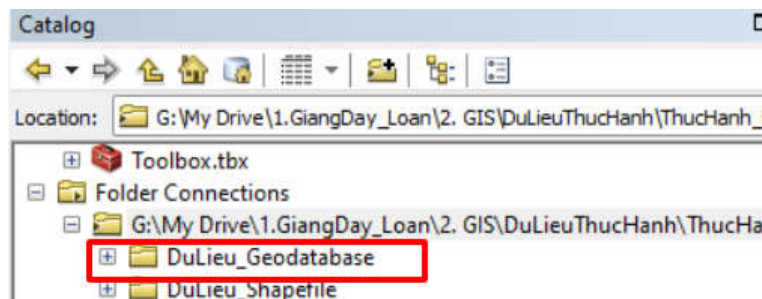 Catalog
Location: G:\My Drive\1.GiangDay_Loan\2. GIS\DuLieuThucHanh\ThucHanh_
Toolbox.tbx
Folder Connections
G:\My Drive\1.GiangDay_Loan\2. GIS\DuLieuThucHanh\ThucHa
DuLieu_Geodatabase
DuLieu_Shapefile